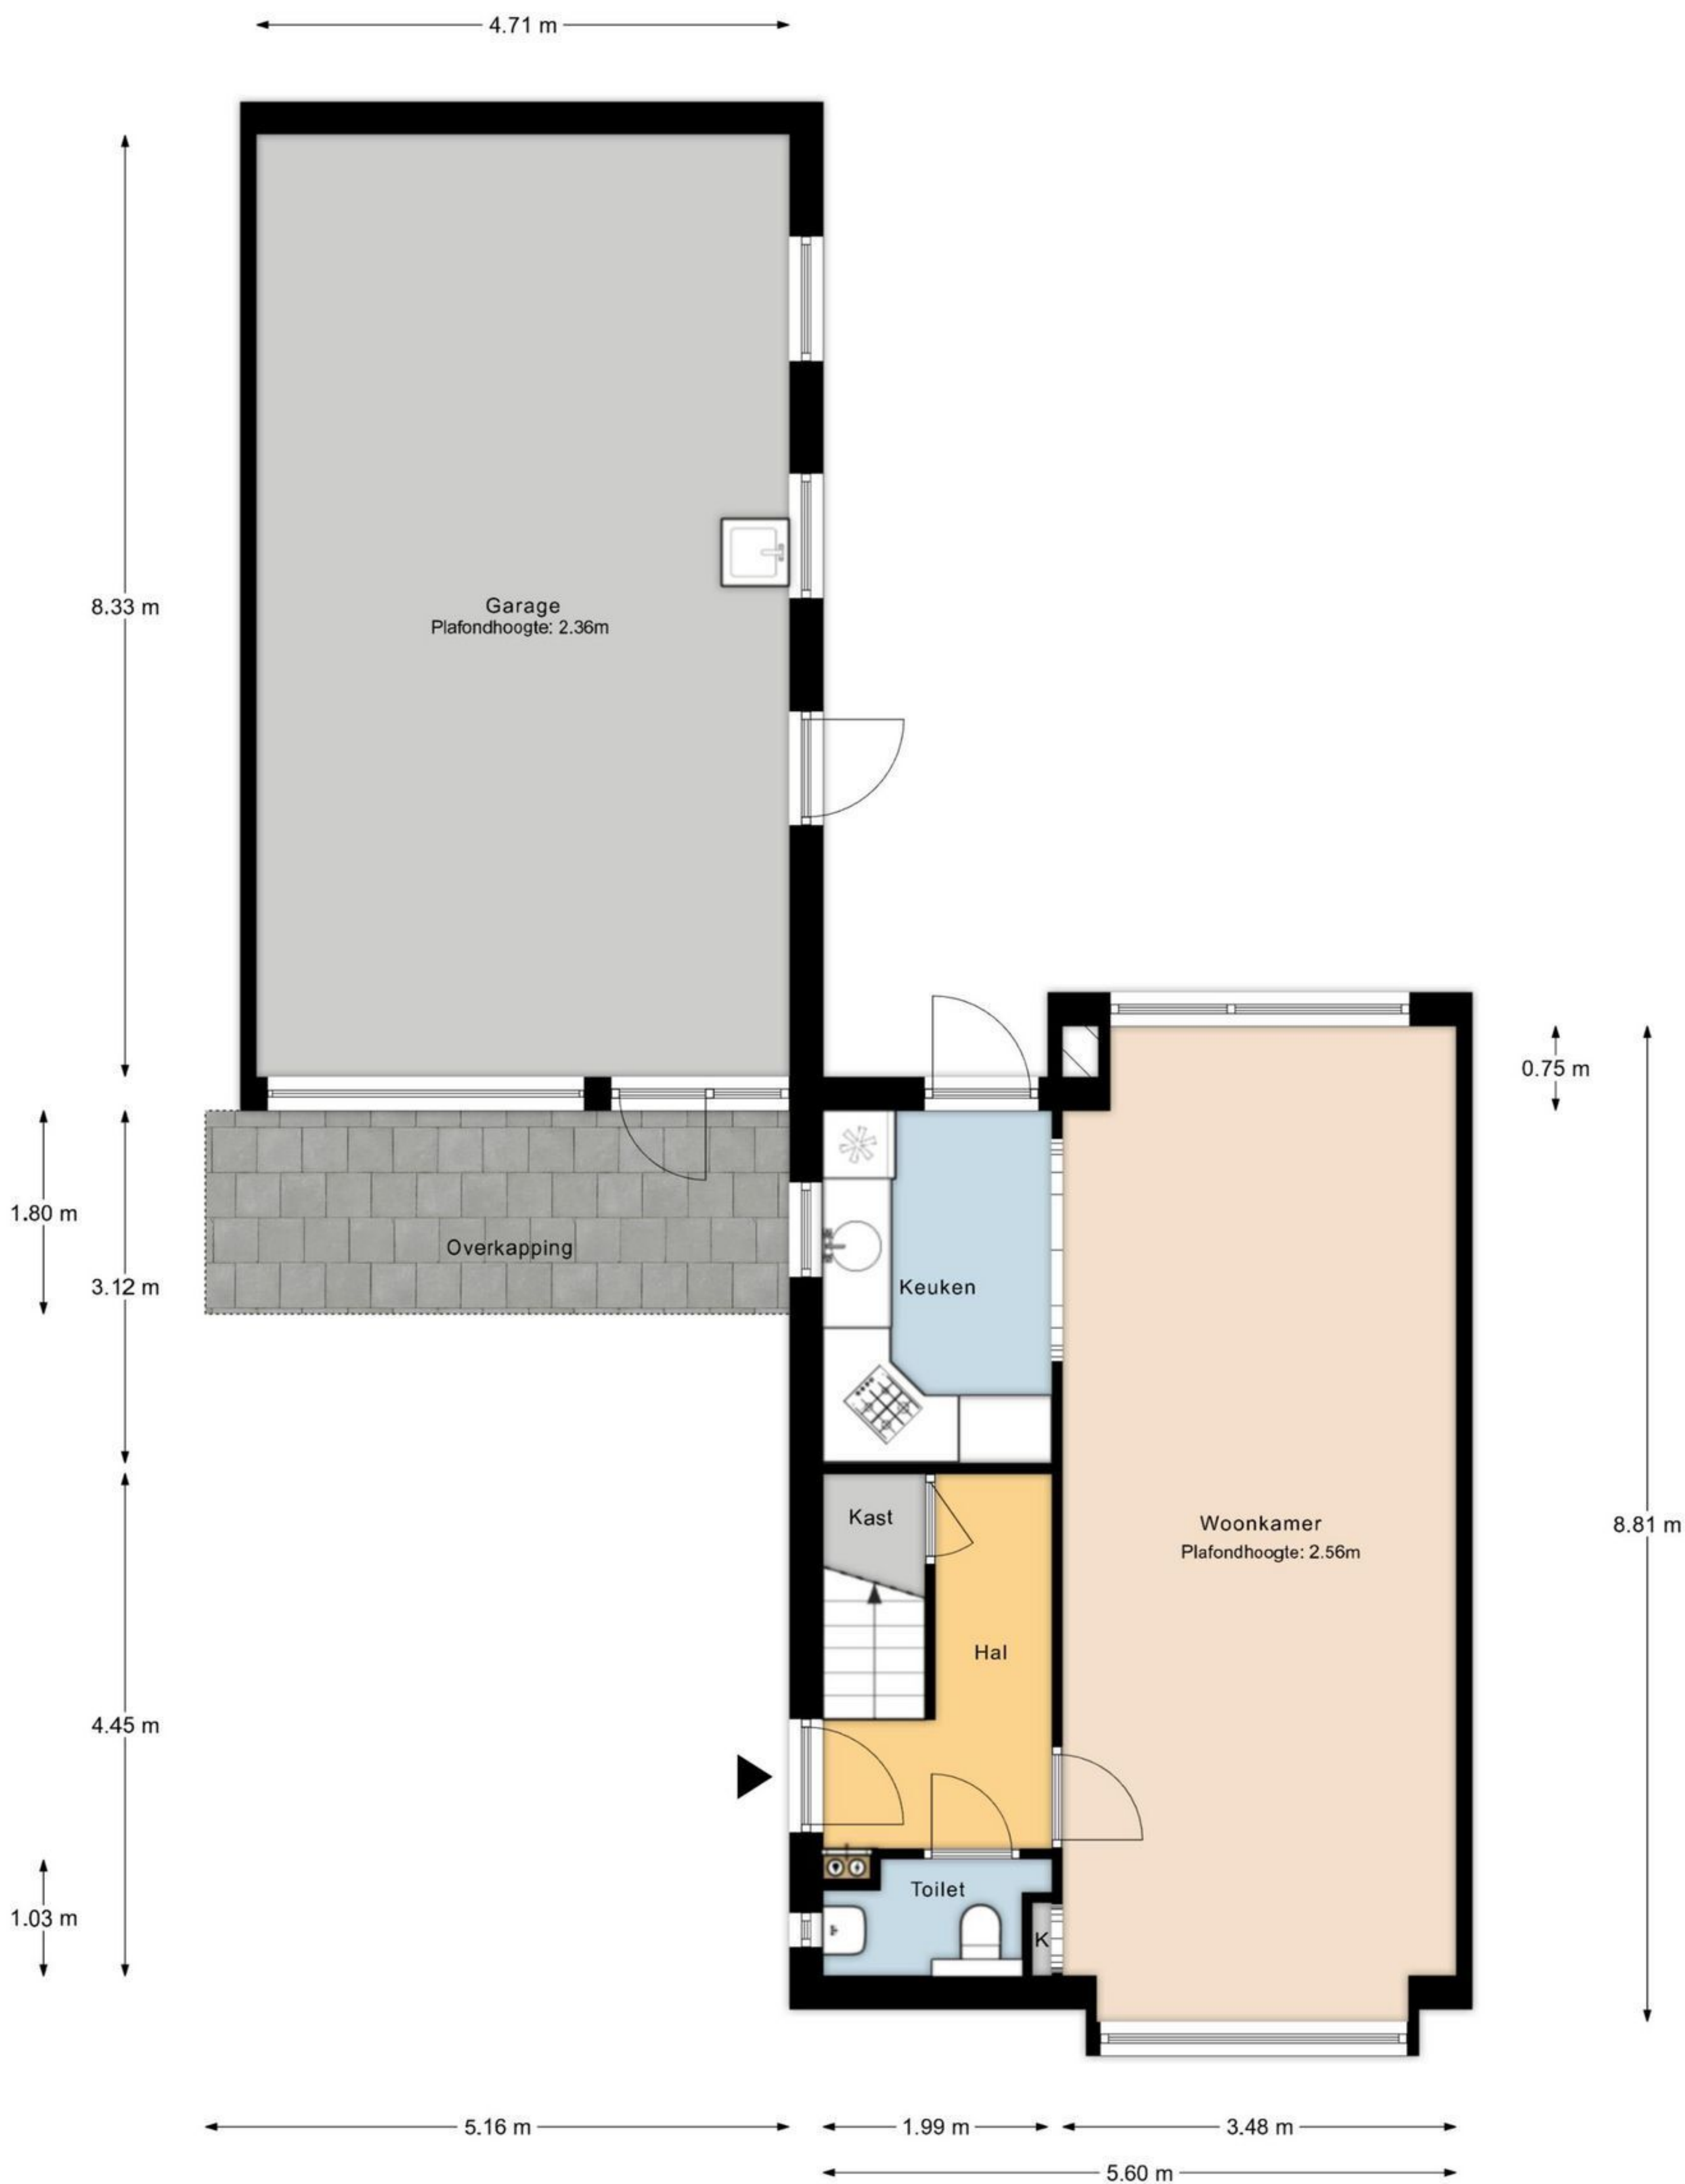 4.71 m
8.33 m
Garage
Plafondhoogte: 2.36m
0.75 m
1.80 m
Overkapping
3.12 m
Keuken
Kast
Woonkamer
Plafondhoogte: 2.56m
8.81 m
Hal
4.45 m
Toilet
1.03 m
K
5.16 m
1.99 m
3.48 m
5.60 m